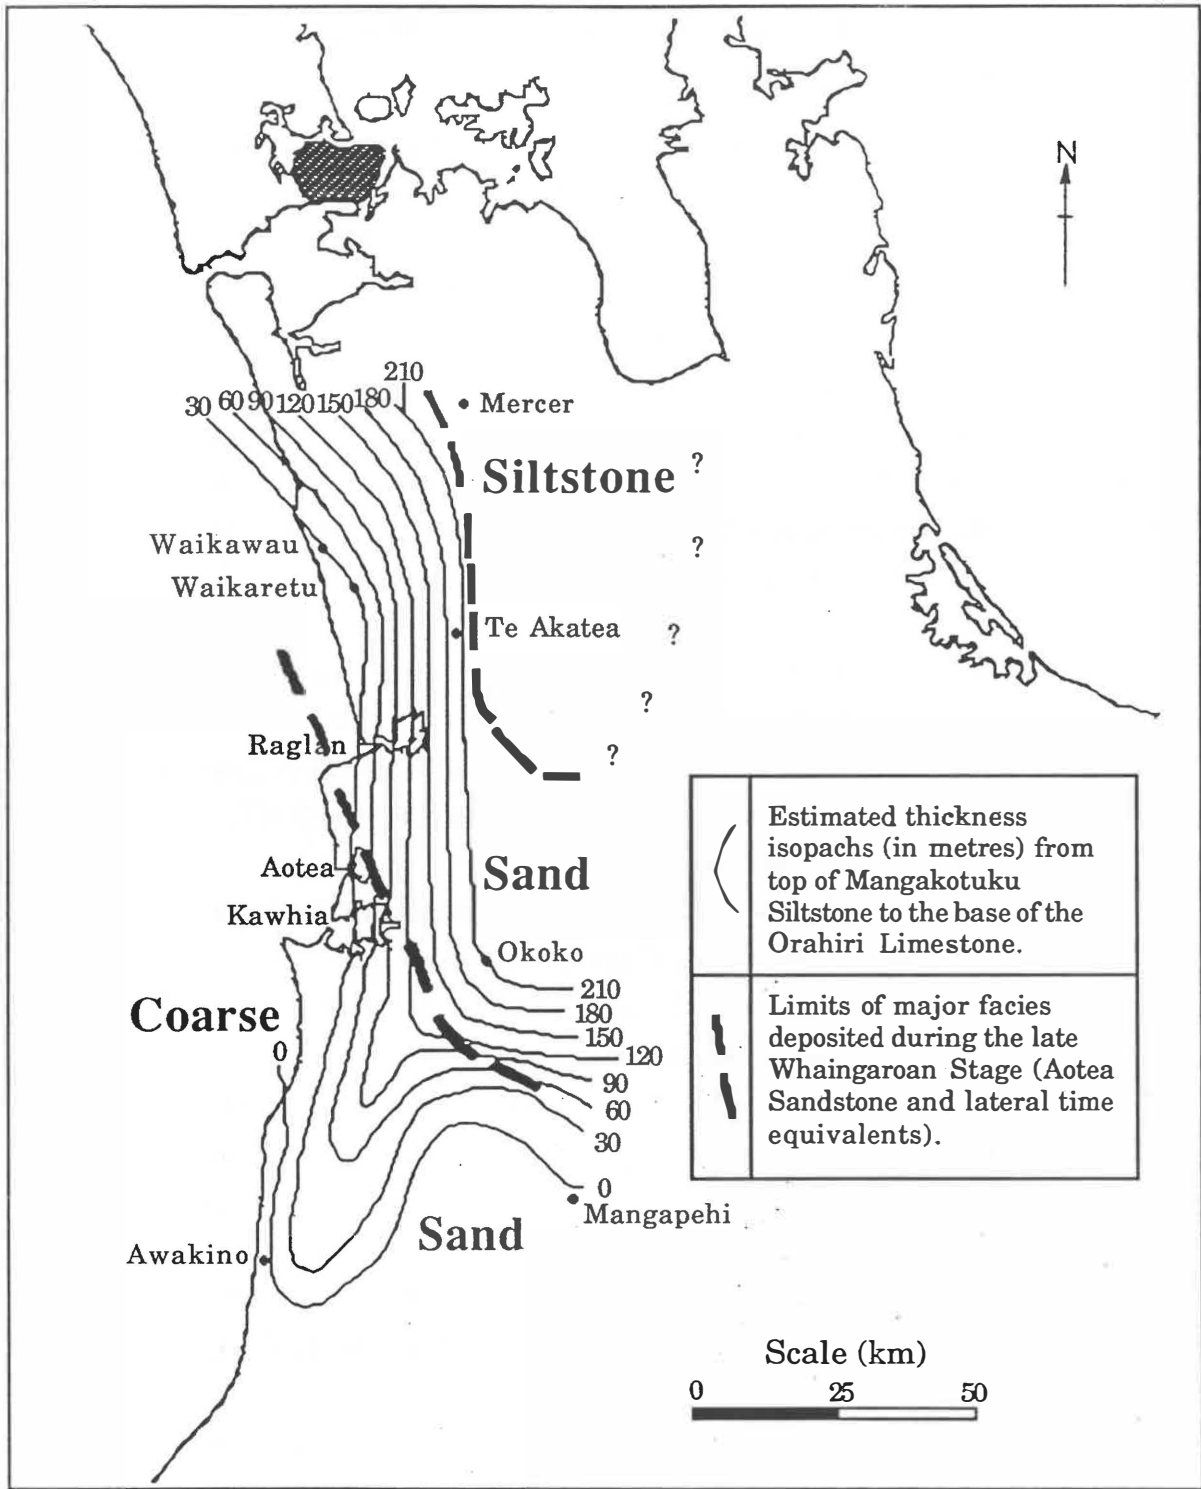 N
210
30 60 90 120 150 180
Mercer
Siltstone
?
Waikawau
?
Waikaretu
Te Akatea
?
?
Raglan
?
Aotea
Sand
Kawhia
Okoko
210
Coarse
180
150
0
120
90
60
30
0
Mangapehi
Sand
Awakino
Estimated thickness
isopachs (in metres) from
top of Mangakotuku
Siltstone to the base of the
Orahiri Limestone.
Limits of major facies
deposited during the late
Whaingaroan Stage (Aotea
Sandstone and lateral time
equivalents).
Scale (km)
0 25 50